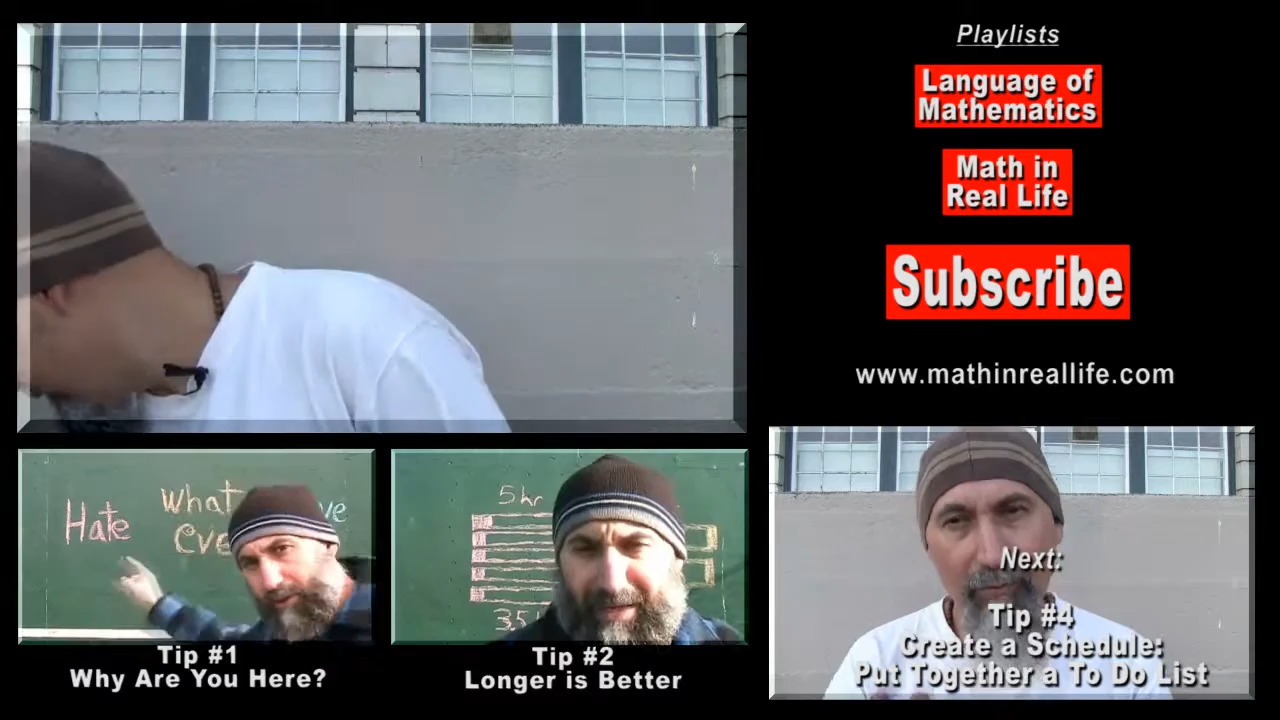 Playlists
Language of
Mathematics
Math in
Real Life
Subscribe
www.mathinreallife.com
Hate
What
eve
5hr
Tip #1
Why Are You Here?
Tip #2
Longer is Better
Next:
Tip #4
Create a Schedule:
Put Together a To Do List